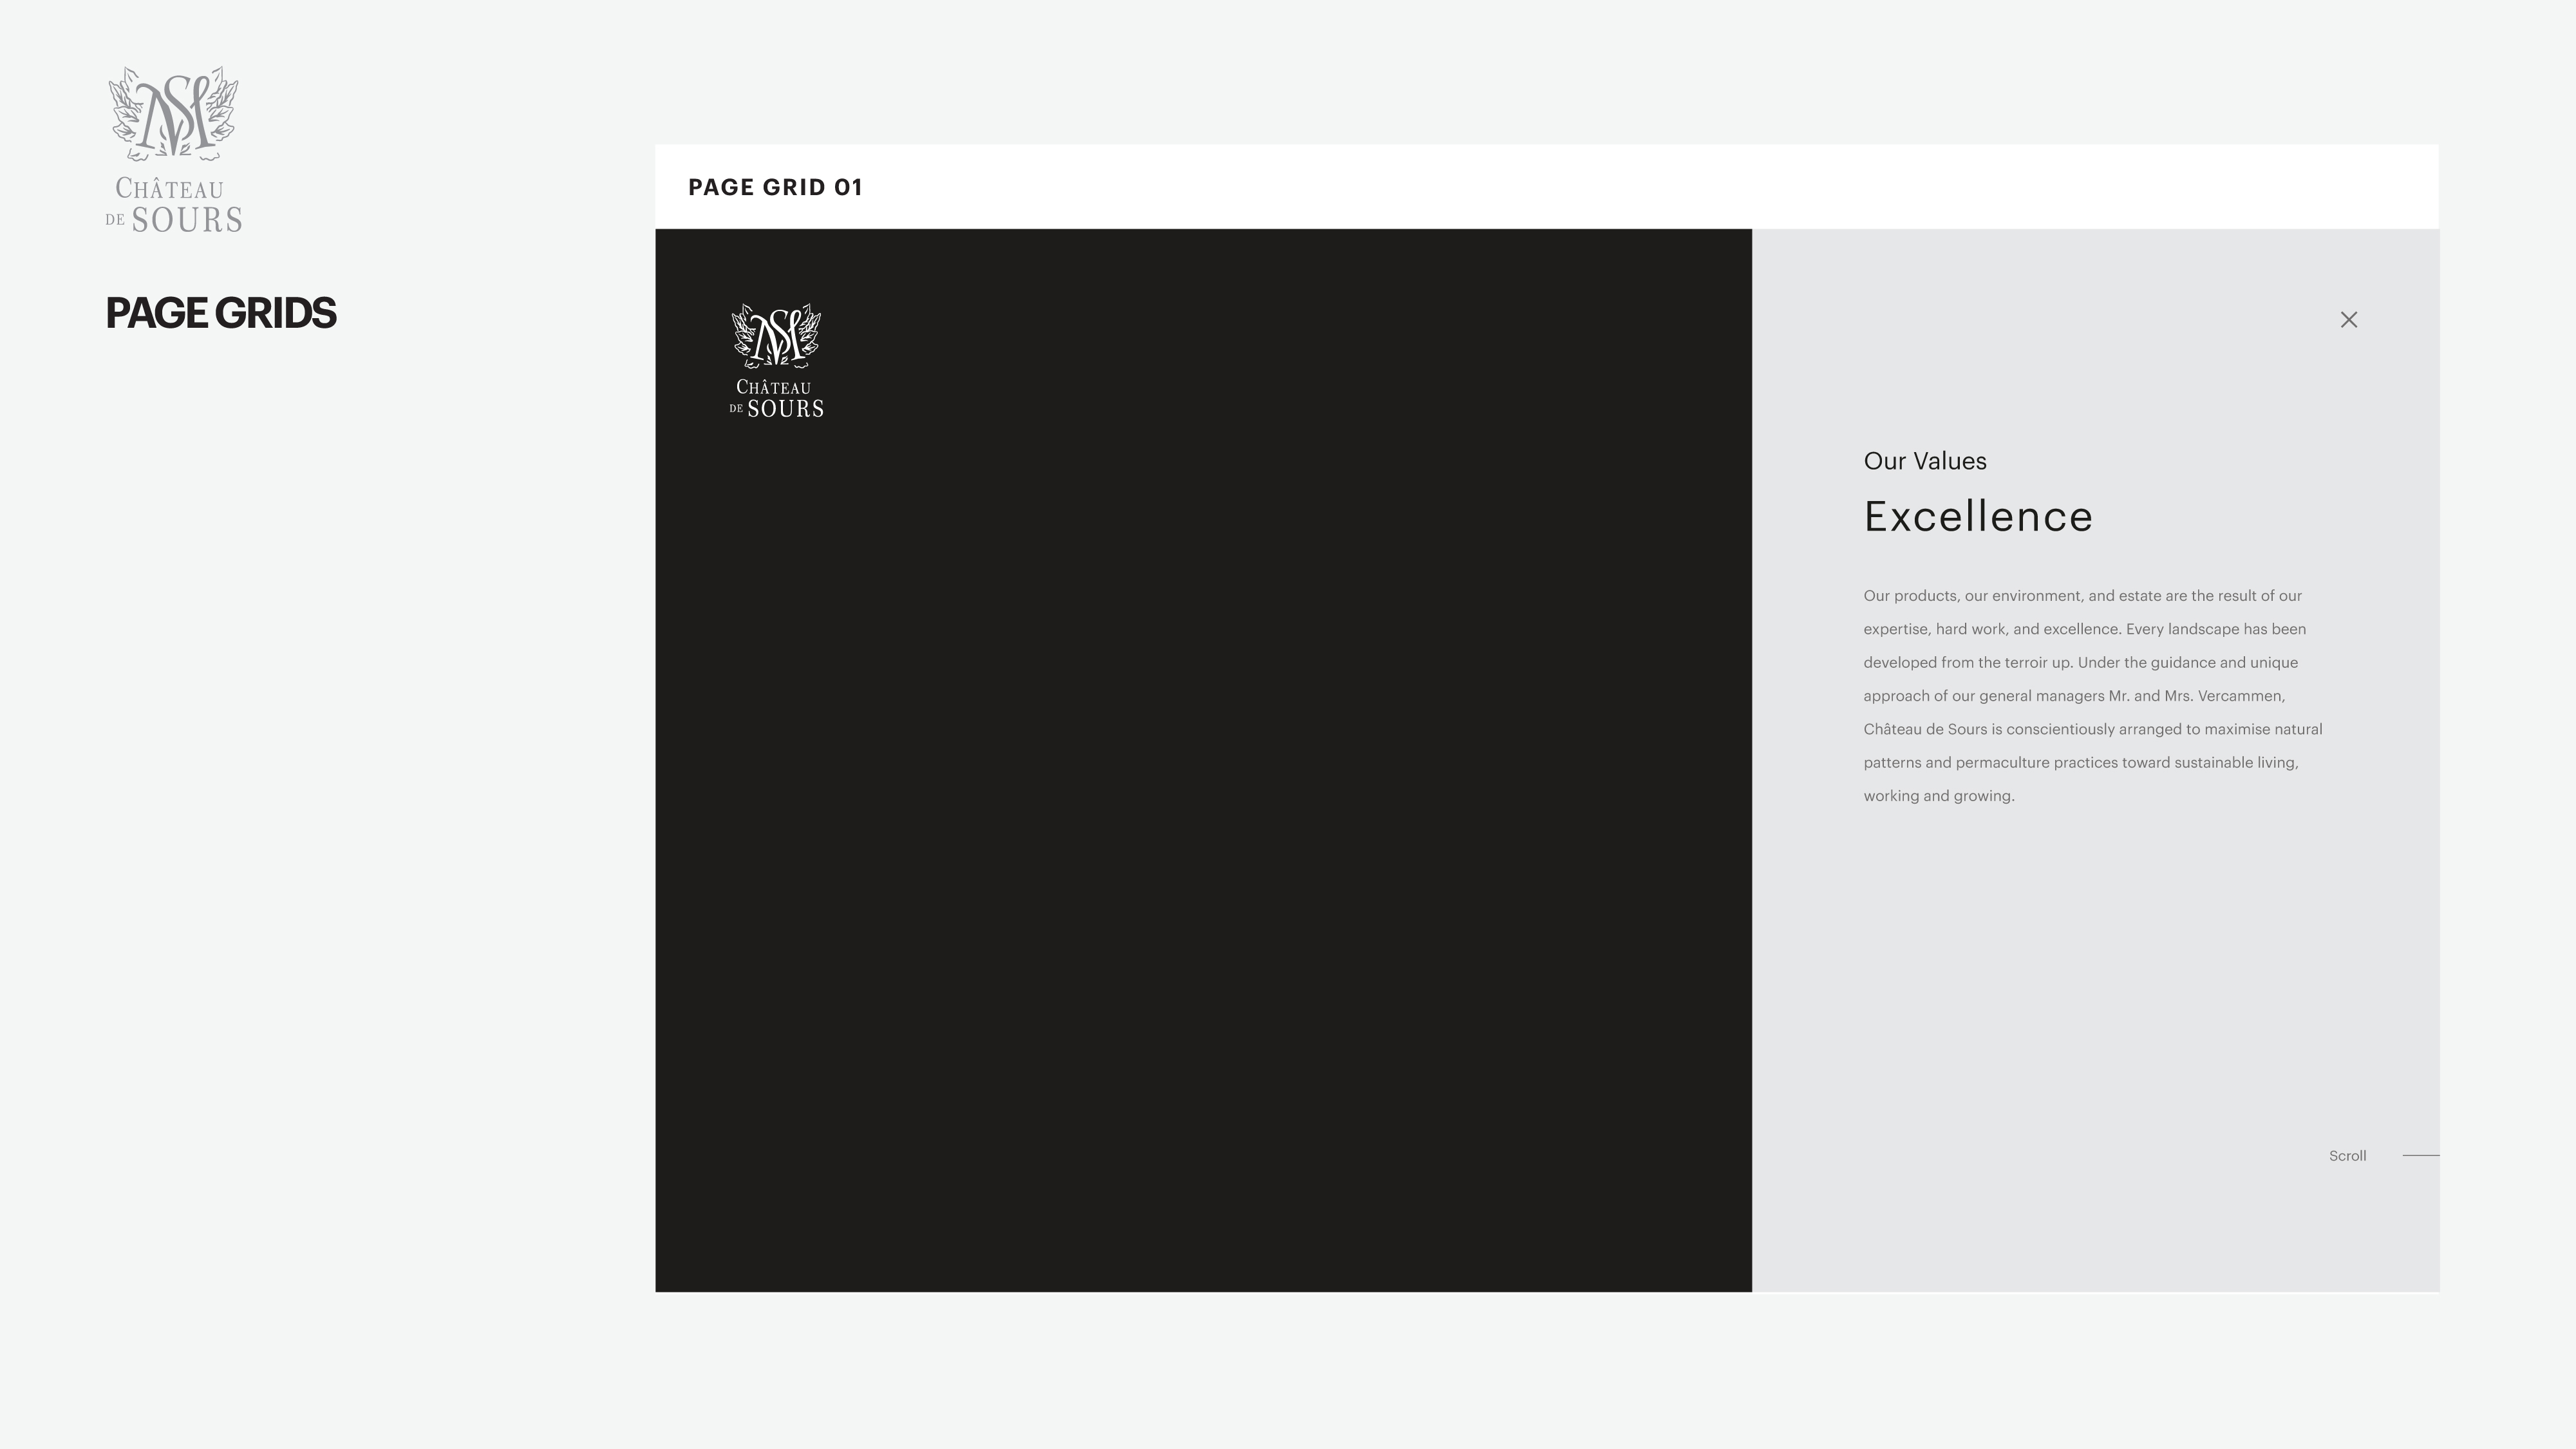 CHÂTEAU
DE SOURS
PAGE GRIDS
PAGE GRID 01
CHÂTEAU
DE SOURS
Our Values
Excellence
Our products, our environment, and estate are the result of our
expertise, hard work, and excellence. Every landscape has been
developed from the terroir up. Under the guidance and unique
approach of our general managers Mr. and Mrs. Vercammen,
Château de Sours is conscientiously arranged to maximise natural
patterns and permaculture practices toward sustainable living,
working and growing.
Scroll